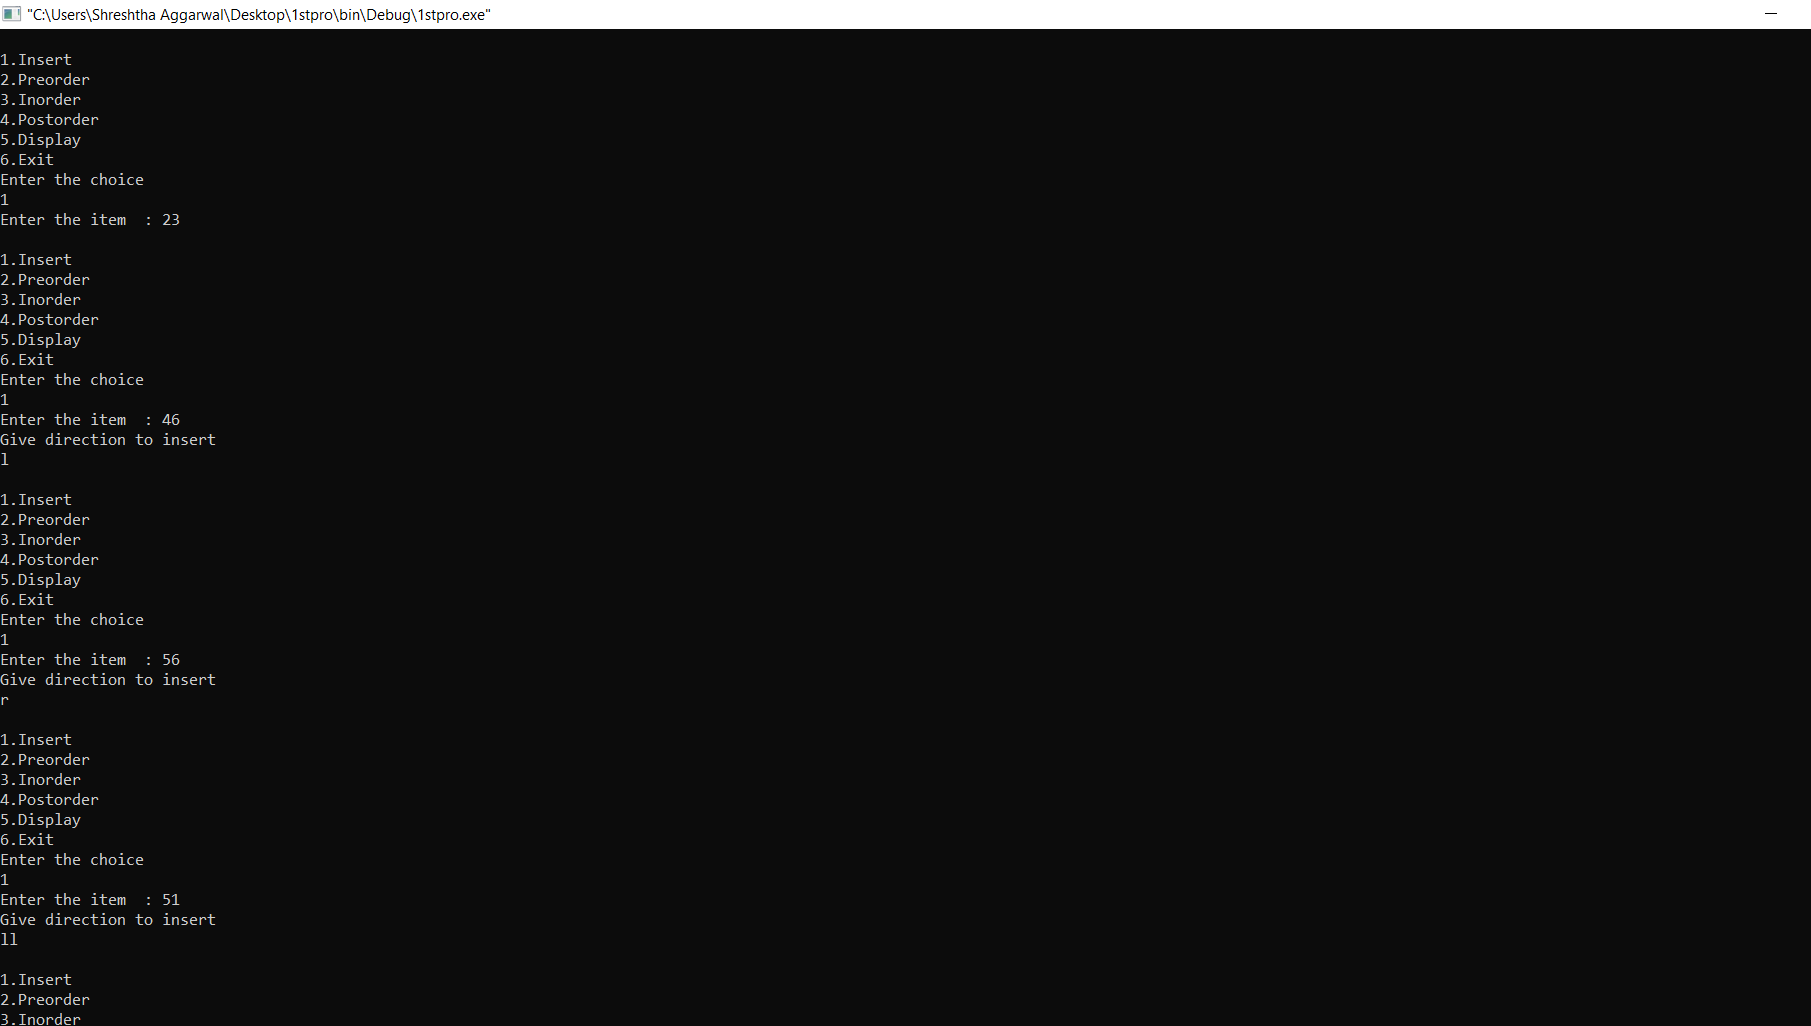 "C:\Users\Shreshtha Aggarwal\Desktop\1stpro\bin\Debug\1stpro.exe"
1.Insert
2.Preorder
3.Inorder
4.Postorder
5.Display
6.Exit
Enter the choice
1
Enter the item  : 23
1.Insert
2.Preorder
3.Inorder
4.Postorder
5.Display
6.Exit
Enter the choice
1
Enter the item  : 46
Give direction to insert
l
1.Insert
2.Preorder
3.Inorder
4.Postorder
5.Display
6.Exit
Enter the choice
1
Enter the item  : 56
Give direction to insert
r
1.Insert
2.Preorder
3.Inorder
4.Postorder
5.Display
6.Exit
Enter the choice
1
Enter the item  : 51
Give direction to insert
ll
1.Insert
2.Preorder
3.Inorder